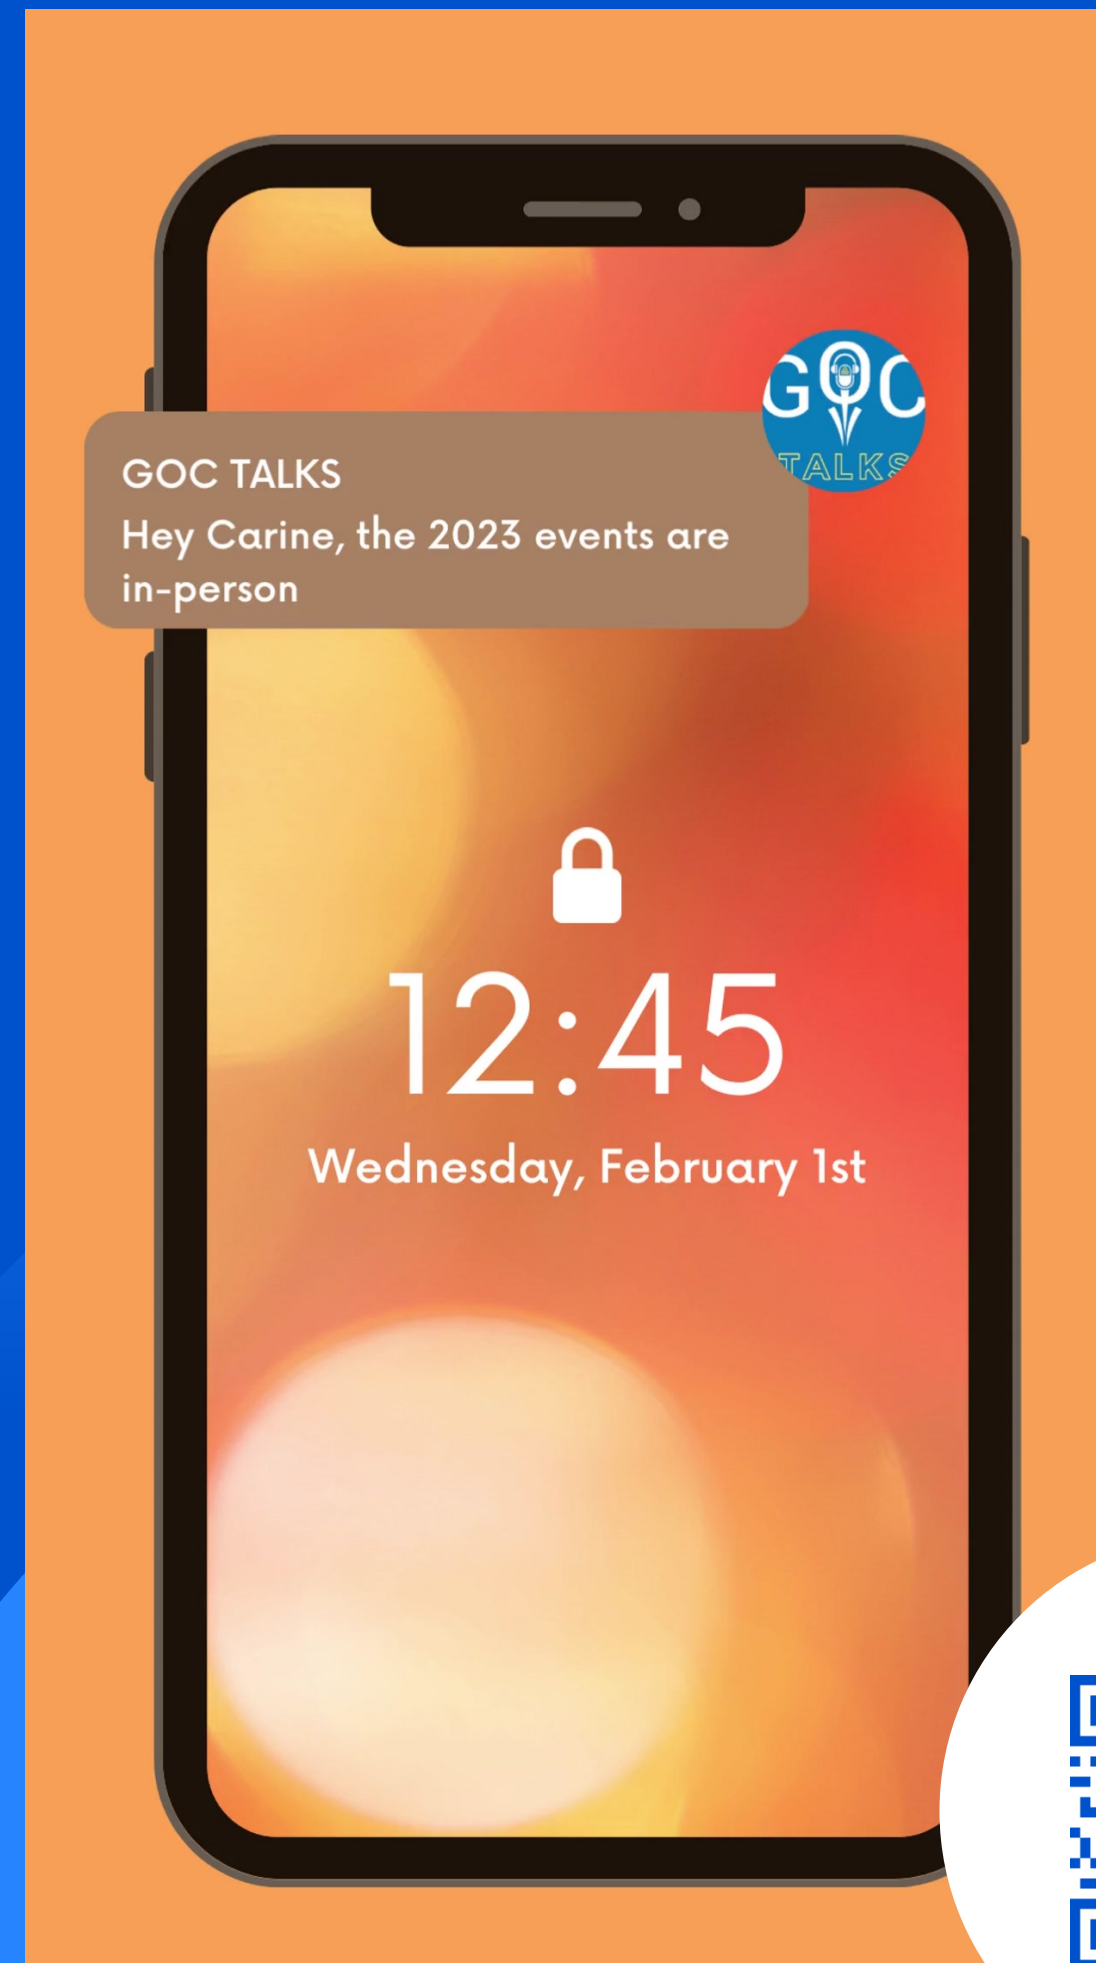 GOC
TALKS
GOC TALKS
Hey Carine, the 2023 events are
in-person
12:45
Wednesday, February 1st